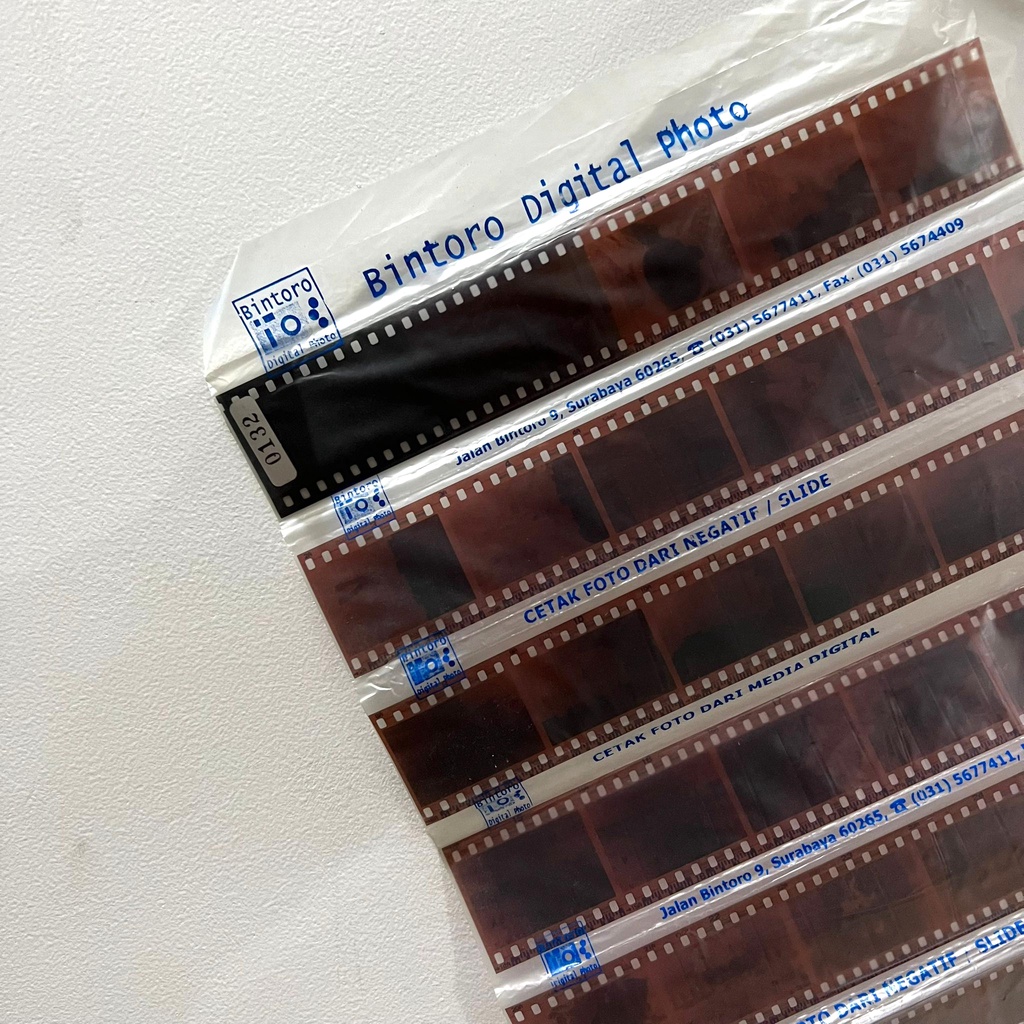 Bintoro Digital Photo
Bintoro
Digital Photo
0132
Jalan Bintoro 9, Surabaya 60265, ☎ (031) 5677411, Fax. (031) 5674409
Bintoro
Digital Photo
CETAK FOTO DARI NEGATIF / SLIDE
Bintoro
Digital Photo
CETAK FOTO DARI MEDIA DIGITAL
Bintoro
Digital Photo
Jalan Bintoro 9, Surabaya 60265, ☎ (031) 5677411,
Digital Photo
DARI NEGATIF / SLIDE